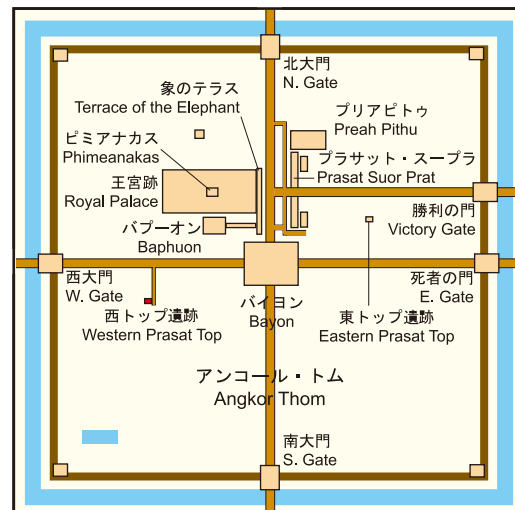 北大門
N. Gate
象のテラス
Terrace of the Elephant
プリアピトゥ
Preah Pithu
ピミアナカス
Phimeanakas
プラサット・スープラ
Prasat Suor Prat
王宮跡
Royal Palace
勝利の門
Victory Gate
バプーオン
Baphuon
西大門
W. Gate
死者の門
E. Gate
バイヨン
Bayon
西トップ遺跡
Western Prasat Top
東トップ遺跡
Eastern Prasat Top
アンコール・トム
Angkor Thom
南大門
S. Gate